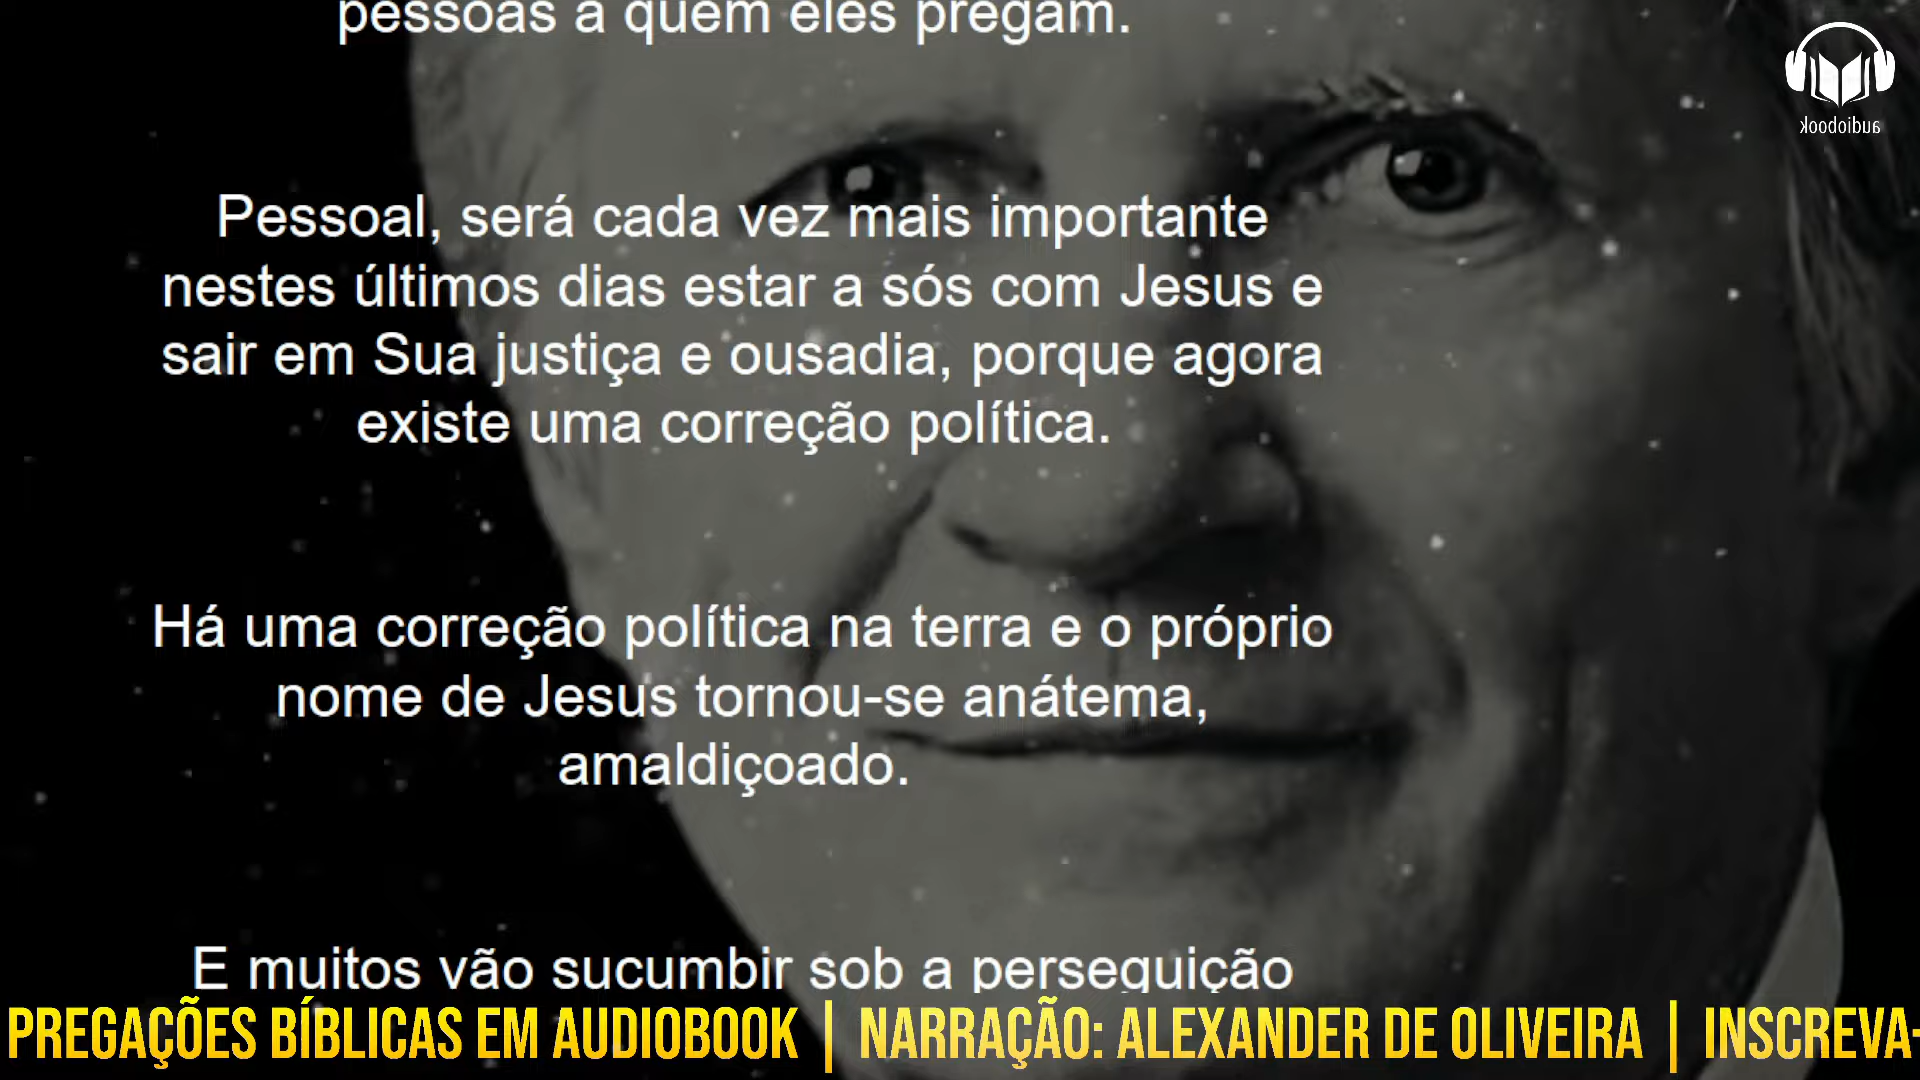 pessoas a quem eles pregam.
audiobook
Pessoal, será cada vez mais importante
nestes últimos dias estar a sós com Jesus e
sair em Sua justiça e ousadia, porque agora
existe uma correção política.
Há uma correção política na terra e o próprio
nome de Jesus tornou-se anátema,
amaldiçoado.
E muitos vão sucumbir sob a perseguição
PREGAÇÕES BÍBLICAS EM AUDIOBOOK | NARRAÇÃO: ALEXANDER DE OLIVEIRA | INSCREVA-